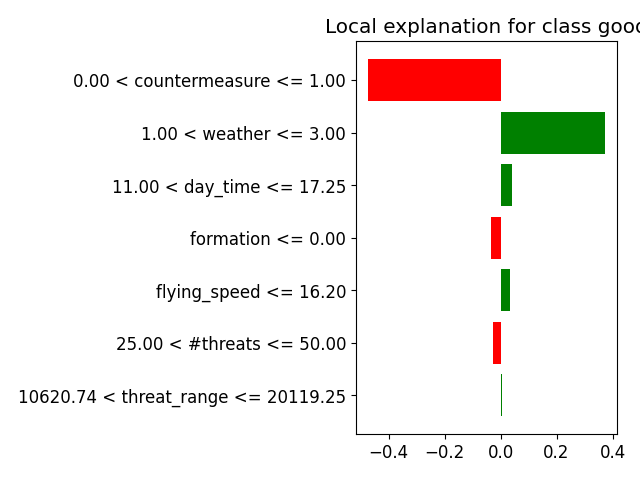 Local explanation for class good
0.00 < countermeasure <= 1.00
1.00 < weather <= 3.00
11.00 < day_time <= 17.25
formation <= 0.00
flying_speed <= 16.20
25.00 < #threats <= 50.00
10620.74 < threat_range <= 20119.25
−0.4 −0.2 0.0 0.2 0.4